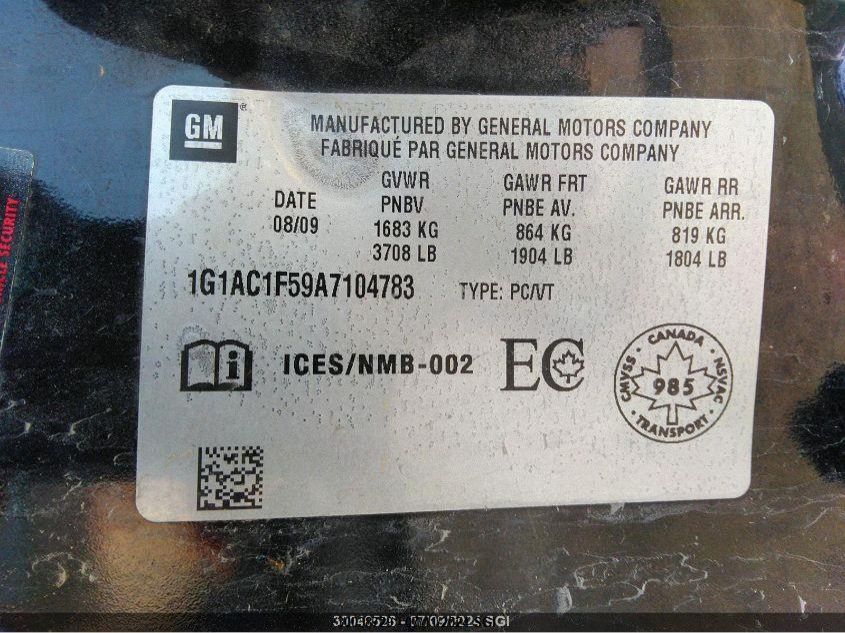 GM®
MANUFACTURED BY GENERAL MOTORS COMPANY
FABRIQUÉ PAR GENERAL MOTORS COMPANY
DATE
08/09
GVWR
PNBV
1683 KG
3708 LB
GAWR FRT
PNBE AV.
864 KG
1904 LB
GAWR RR
PNBE ARR.
819 KG
1804 LB
1G1AC1F59A7104783 TYPE: PC/VT
i ICES/NMB-002 EC
CANADA
CMVSS 985 NSVAC
TRANSPORT
SECURITY
SGI